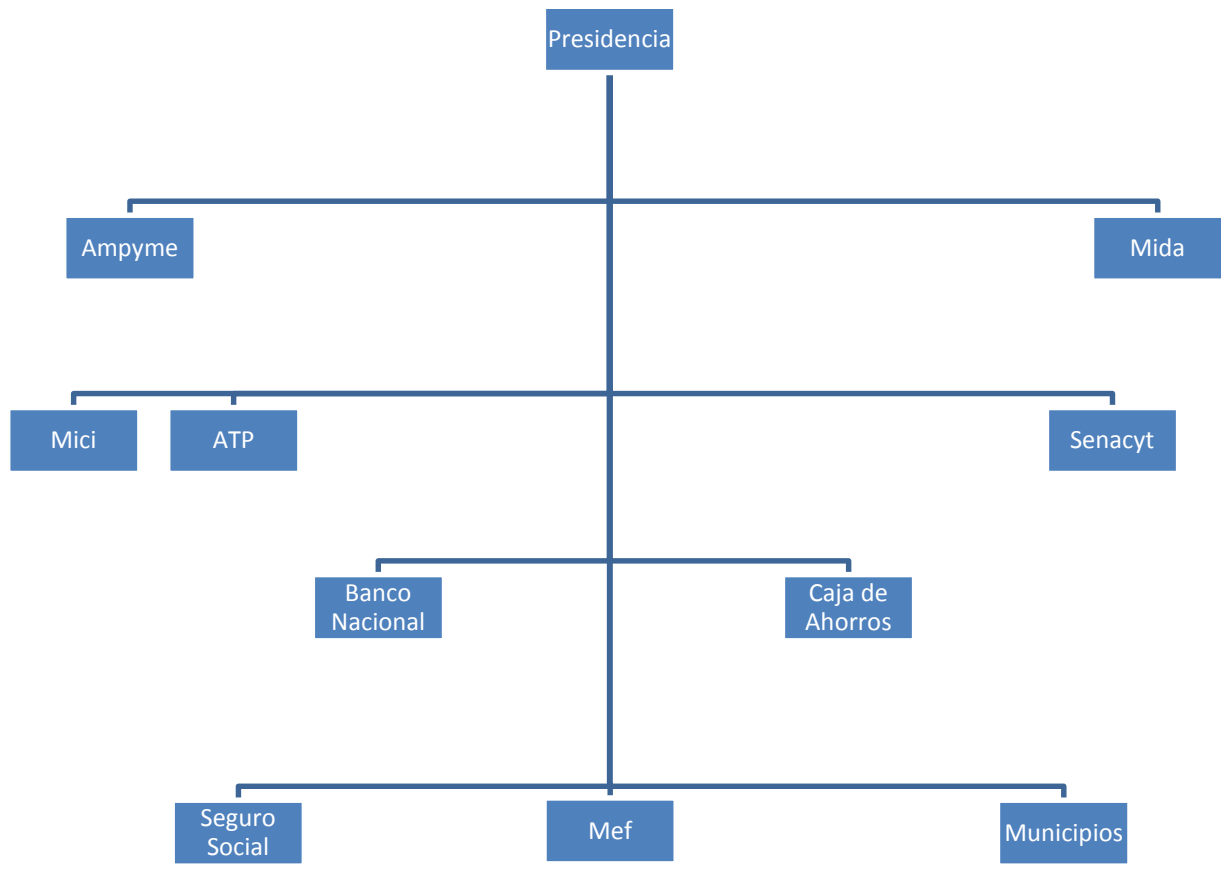 Presidencia
Ampyme
Mida
Mici
ATP
Senacyt
Banco
Nacional
Caja de
Ahorros
Seguro
Social
Mef
Municipios